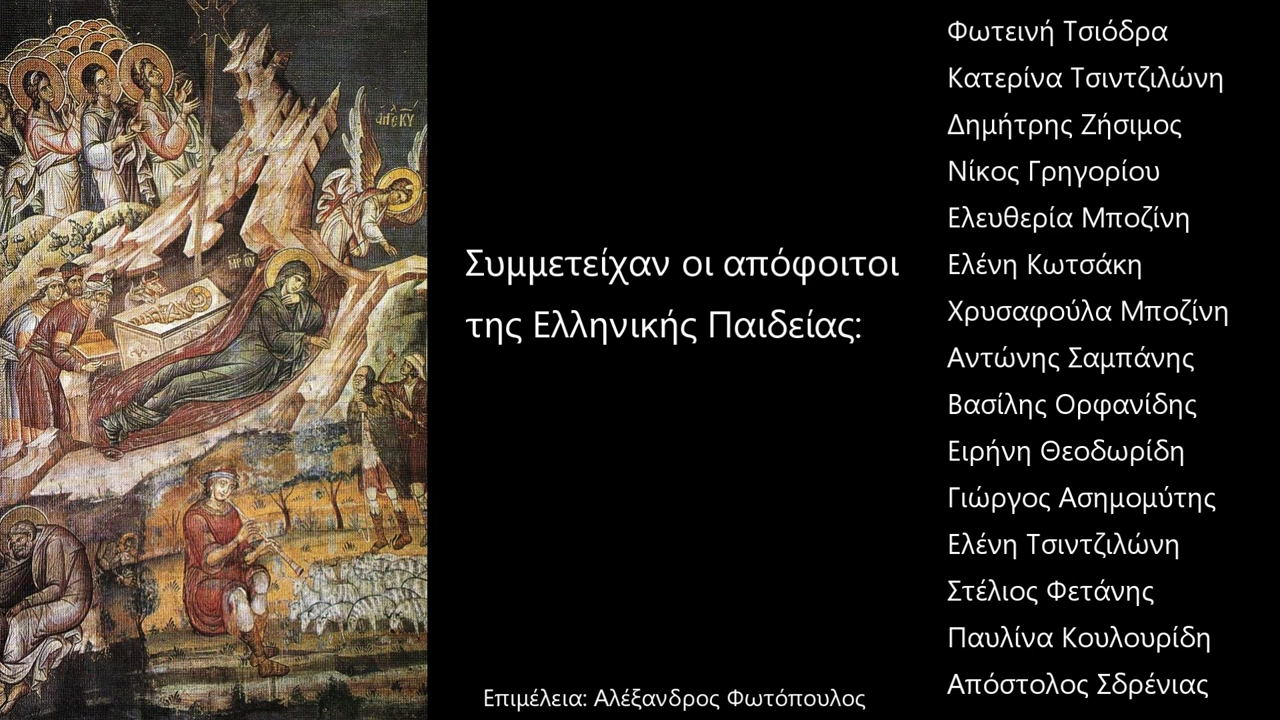 Συμμετείχαν οι απόφοιτοι
της Ελληνικής Παιδείας:
Φωτεινή Τσιόδρα
Κατερίνα Τσιντζιλώνη
Δημήτρης Ζήσιμος
Νίκος Γρηγορίου
Ελευθερία Μποζίνη
Ελένη Κωτσάκη
Χρυσαφούλα Μποζίνη
Αντώνης Σαμπάνης
Βασίλης Ορφανίδης
Ειρήνη Θεοδωρίδη
Γιώργος Ασημομύτης
Ελένη Τσιντζιλώνη
Στέλιος Φετάνης
Παυλίνα Κουλουρίδη
Απόστολος Σδρένιας
Επιμέλεια: Αλέξανδρος Φωτόπουλος